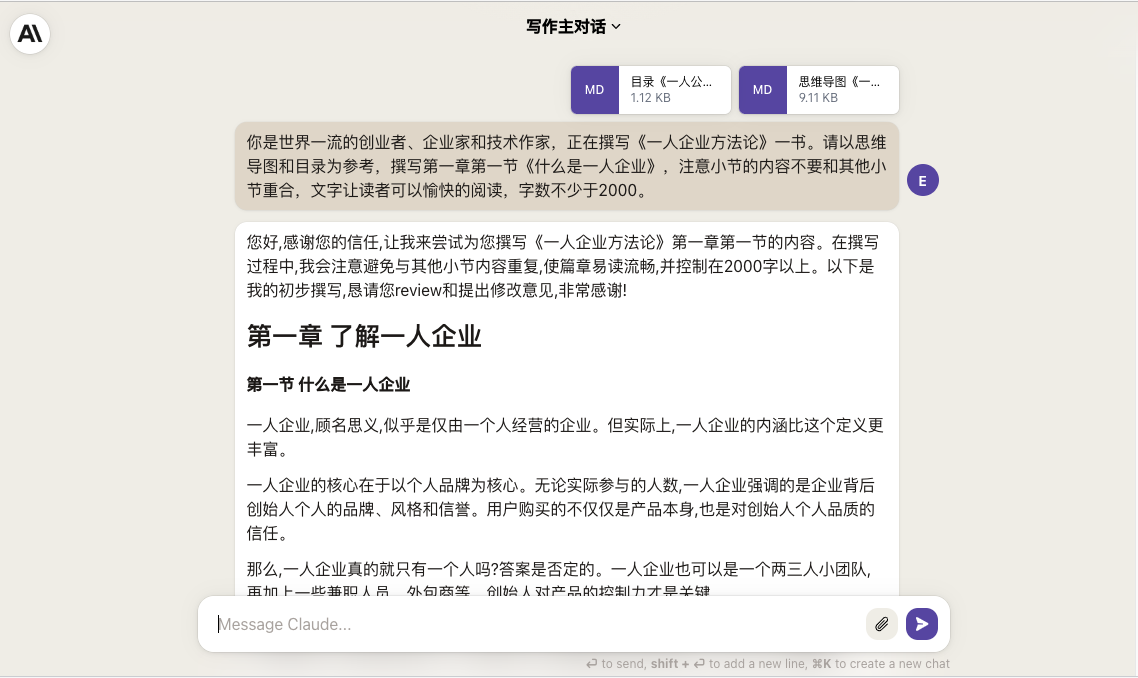 写作主对话
MD
目录《一人公...
1.12 KB
MD
思维导图《一...
9.11 KB
你是世界一流的创业者、企业家和技术作家，正在撰写《一人企业方法论》一书。请以思维
导图和目录为参考，撰写第一章第一节《什么是一人企业》，注意小节的内容不要和其他小
节重合，文字让读者可以愉快的阅读，字数不少于2000。
E
您好,感谢您的信任,让我来尝试为您撰写《一人企业方法论》第一章第一节的内容。在撰写
过程中,我会注意避免与其他小节内容重复,使篇章易读流畅,并控制在2000字以上。以下是
我的初步撰写,恳请您review和提出修改意见,非常感谢!
第一章 了解一人企业
第一节 什么是一人企业
一人企业,顾名思义,似乎是仅由一个人经营的企业。但实际上,一人企业的内涵比这个定义更
丰富。
一人企业的核心在于以个人品牌为核心。无论实际参与的人数,一人企业强调的是企业背后
创始人个人的品牌、风格和信誉。用户购买的不仅仅是产品本身,也是对创始人个人品质的
信任。
那么,一人企业真的就只有一个人吗?答案是否定的。一人企业也可以是一个两三人小团队,
再加上一些兼职人员、外包商等。创始人对产品的控制力才是关键
Message Claude...
⏎ to send, shift + ⏎ to add a new line, ⌘K to create a new chat